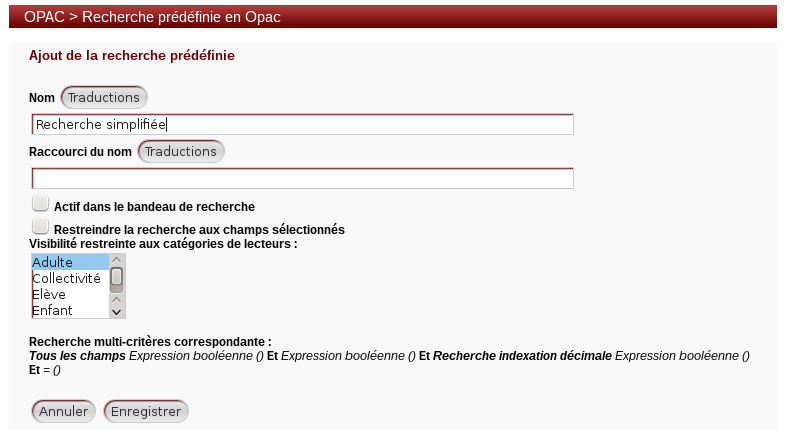 OPAC > Recherche prédéfinie en Opac
Ajout de la recherche prédéfinie
Nom Traductions
Recherche simplifiée
Raccourci du nom Traductions
Actif dans le bandeau de recherche
Restreindre la recherche aux champs sélectionnés
Visibilité restreinte aux catégories de lecteurs :
Adulte
Collectivité
Elève
Enfant
Recherche multi-critères correspondante :
Tous les champs Expression booléenne () Et Expression booléenne () Et Recherche indexation décimale Expression booléenne ()
Et = ()
Annuler Enregistrer